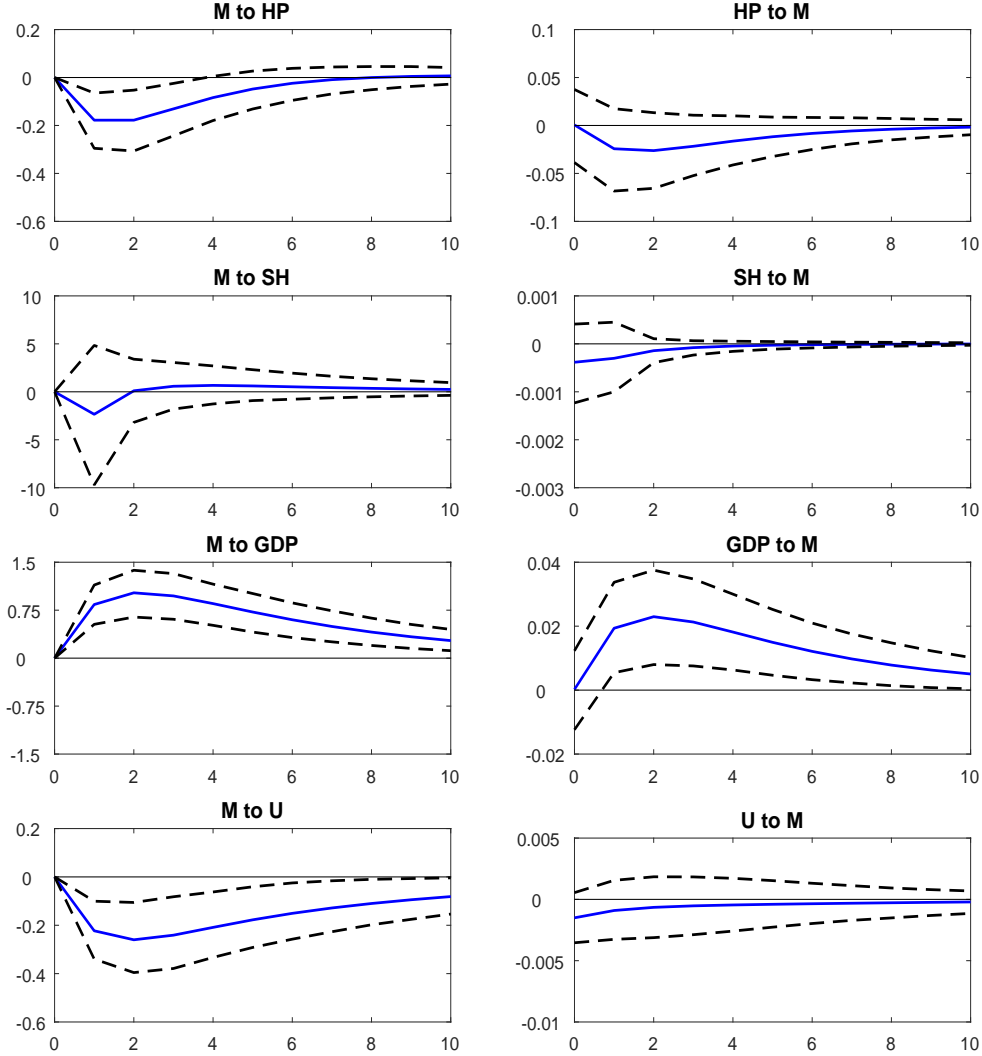 M to HP
0.2
0
-0.2
-0.4
-0.6
0 2 4 6 8 10
HP to M
0.1
0.05
0
-0.05
-0.1
0 2 4 6 8 10
M to SH
10
5
0
-5
-10
0 2 4 6 8 10
SH to M
0.001
0
-0.001
-0.002
-0.003
0 2 4 6 8 10
M to GDP
1.5
0.75
0
-0.75
-1.5
0 2 4 6 8 10
GDP to M
0.04
0.02
0
-0.02
0 2 4 6 8 10
M to U
0.2
0
-0.2
-0.4
-0.6
0 2 4 6 8 10
U to M
0.005
0
-0.005
-0.01
0 2 4 6 8 10